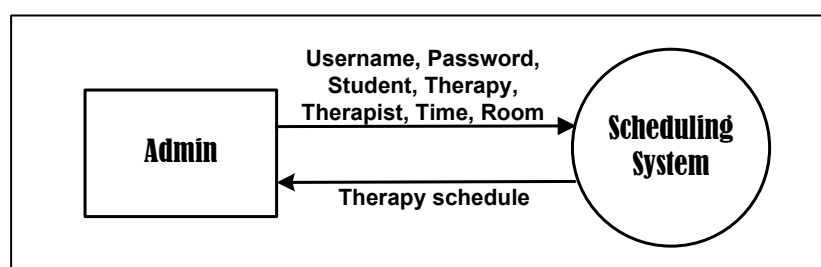 Username, Password,
Student, Therapy,
Therapist, Time, Room
Admin
Scheduling
System
Therapy schedule